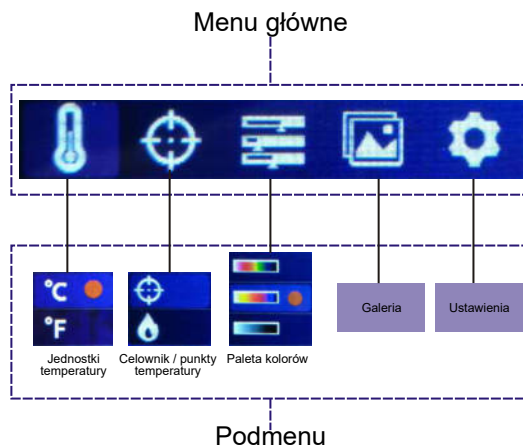 Menu główne
°C
°F
Galeria
Ustawienia
Jednostki
temperatury
Celownik / punkty
temperatury
Paleta kolorów
Podmenu